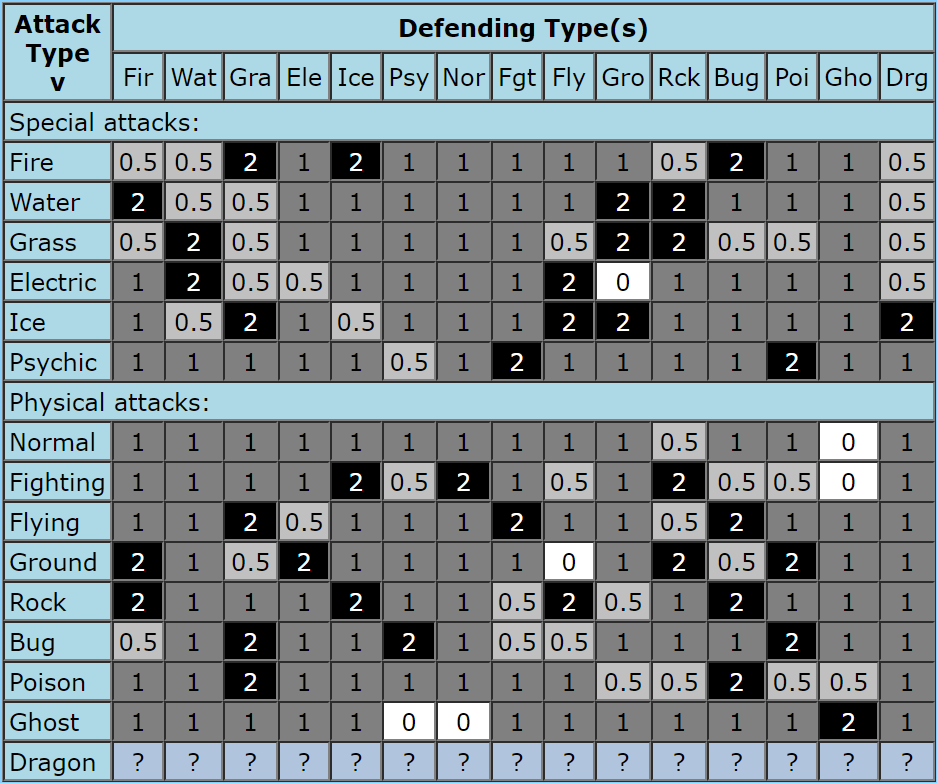 Attack Type v Defending Type(s)
Fir Wat Gra Ele Ice Psy Nor Fgt Fly Gro Rck Bug Poi Gho Drg
Special attacks:
Fire 0.5 0.5 2 1 2 1 1 1 1 1 0.5 2 1 1 0.5
Water 2 0.5 0.5 1 1 1 1 1 1 2 2 1 1 1 0.5
Grass 0.5 2 0.5 1 1 1 1 1 0.5 2 2 0.5 0.5 1 0.5
Electric 1 2 0.5 0.5 1 1 1 1 2 0 1 1 1 1 0.5
Ice 1 0.5 2 1 0.5 1 1 1 2 2 1 1 1 1 2
Psychic 1 1 1 1 1 0.5 1 2 1 1 1 1 2 1 1
Physical attacks:
Normal 1 1 1 1 1 1 1 1 1 1 0.5 1 1 0 1
Fighting 1 1 1 1 2 0.5 2 1 0.5 1 2 0.5 0.5 0 1
Flying 1 1 2 0.5 1 1 1 2 1 1 0.5 2 1 1 1
Ground 2 1 0.5 2 1 1 1 1 0 1 2 0.5 2 1 1
Rock 2 1 1 1 2 1 1 0.5 2 0.5 1 2 1 1 1
Bug 0.5 1 2 1 1 2 1 0.5 0.5 1 1 1 2 1 1
Poison 1 1 2 1 1 1 1 1 1 0.5 0.5 2 0.5 0.5 1
Ghost 1 1 1 1 1 0 0 1 1 1 1 1 1 2 1
Dragon ? ? ? ? ? ? ? ? ? ? ? ? ? ? ?